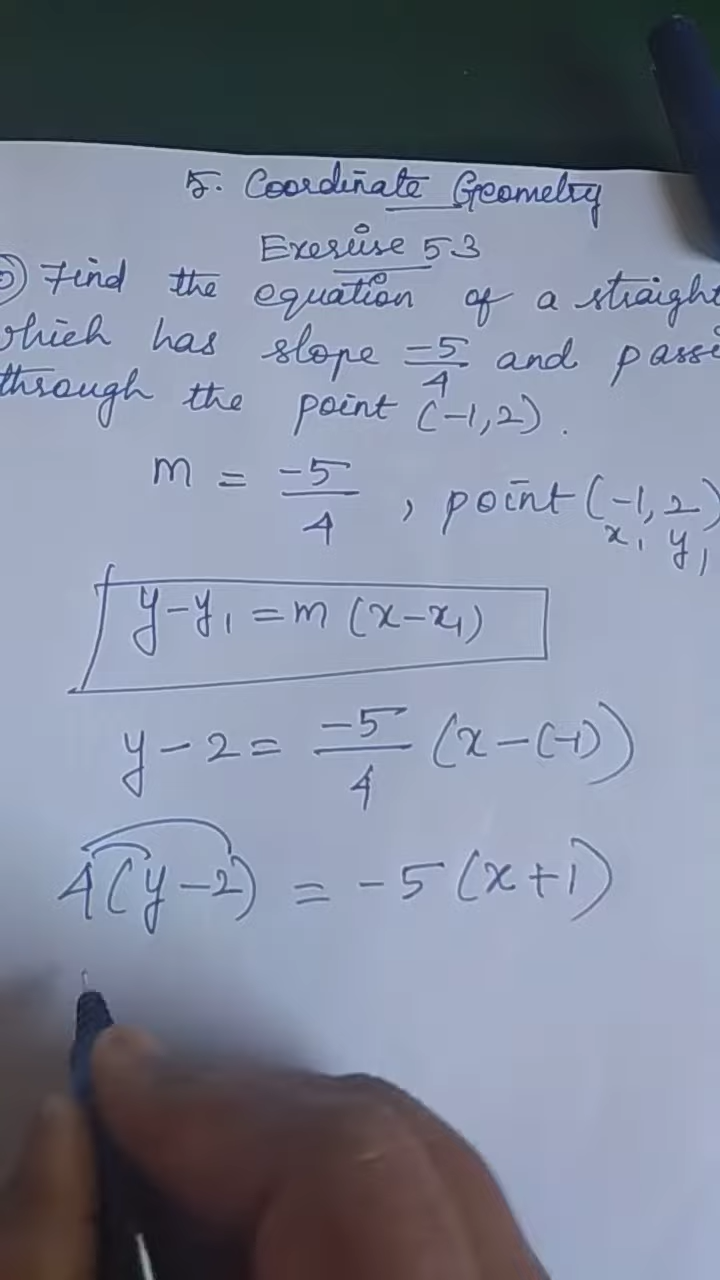 5. Coordinate Geometry
Exersise 5.3
Find the equation of a straight
which has slope -5/4 and passi
through the point (-1,2).
m = -5/4 , point (-1, 2)
x₁ y₁
y-y₁ = m (x-x₁)
y-2 = -5/4 (x-(-1))
4(y-2) = -5(x+1)